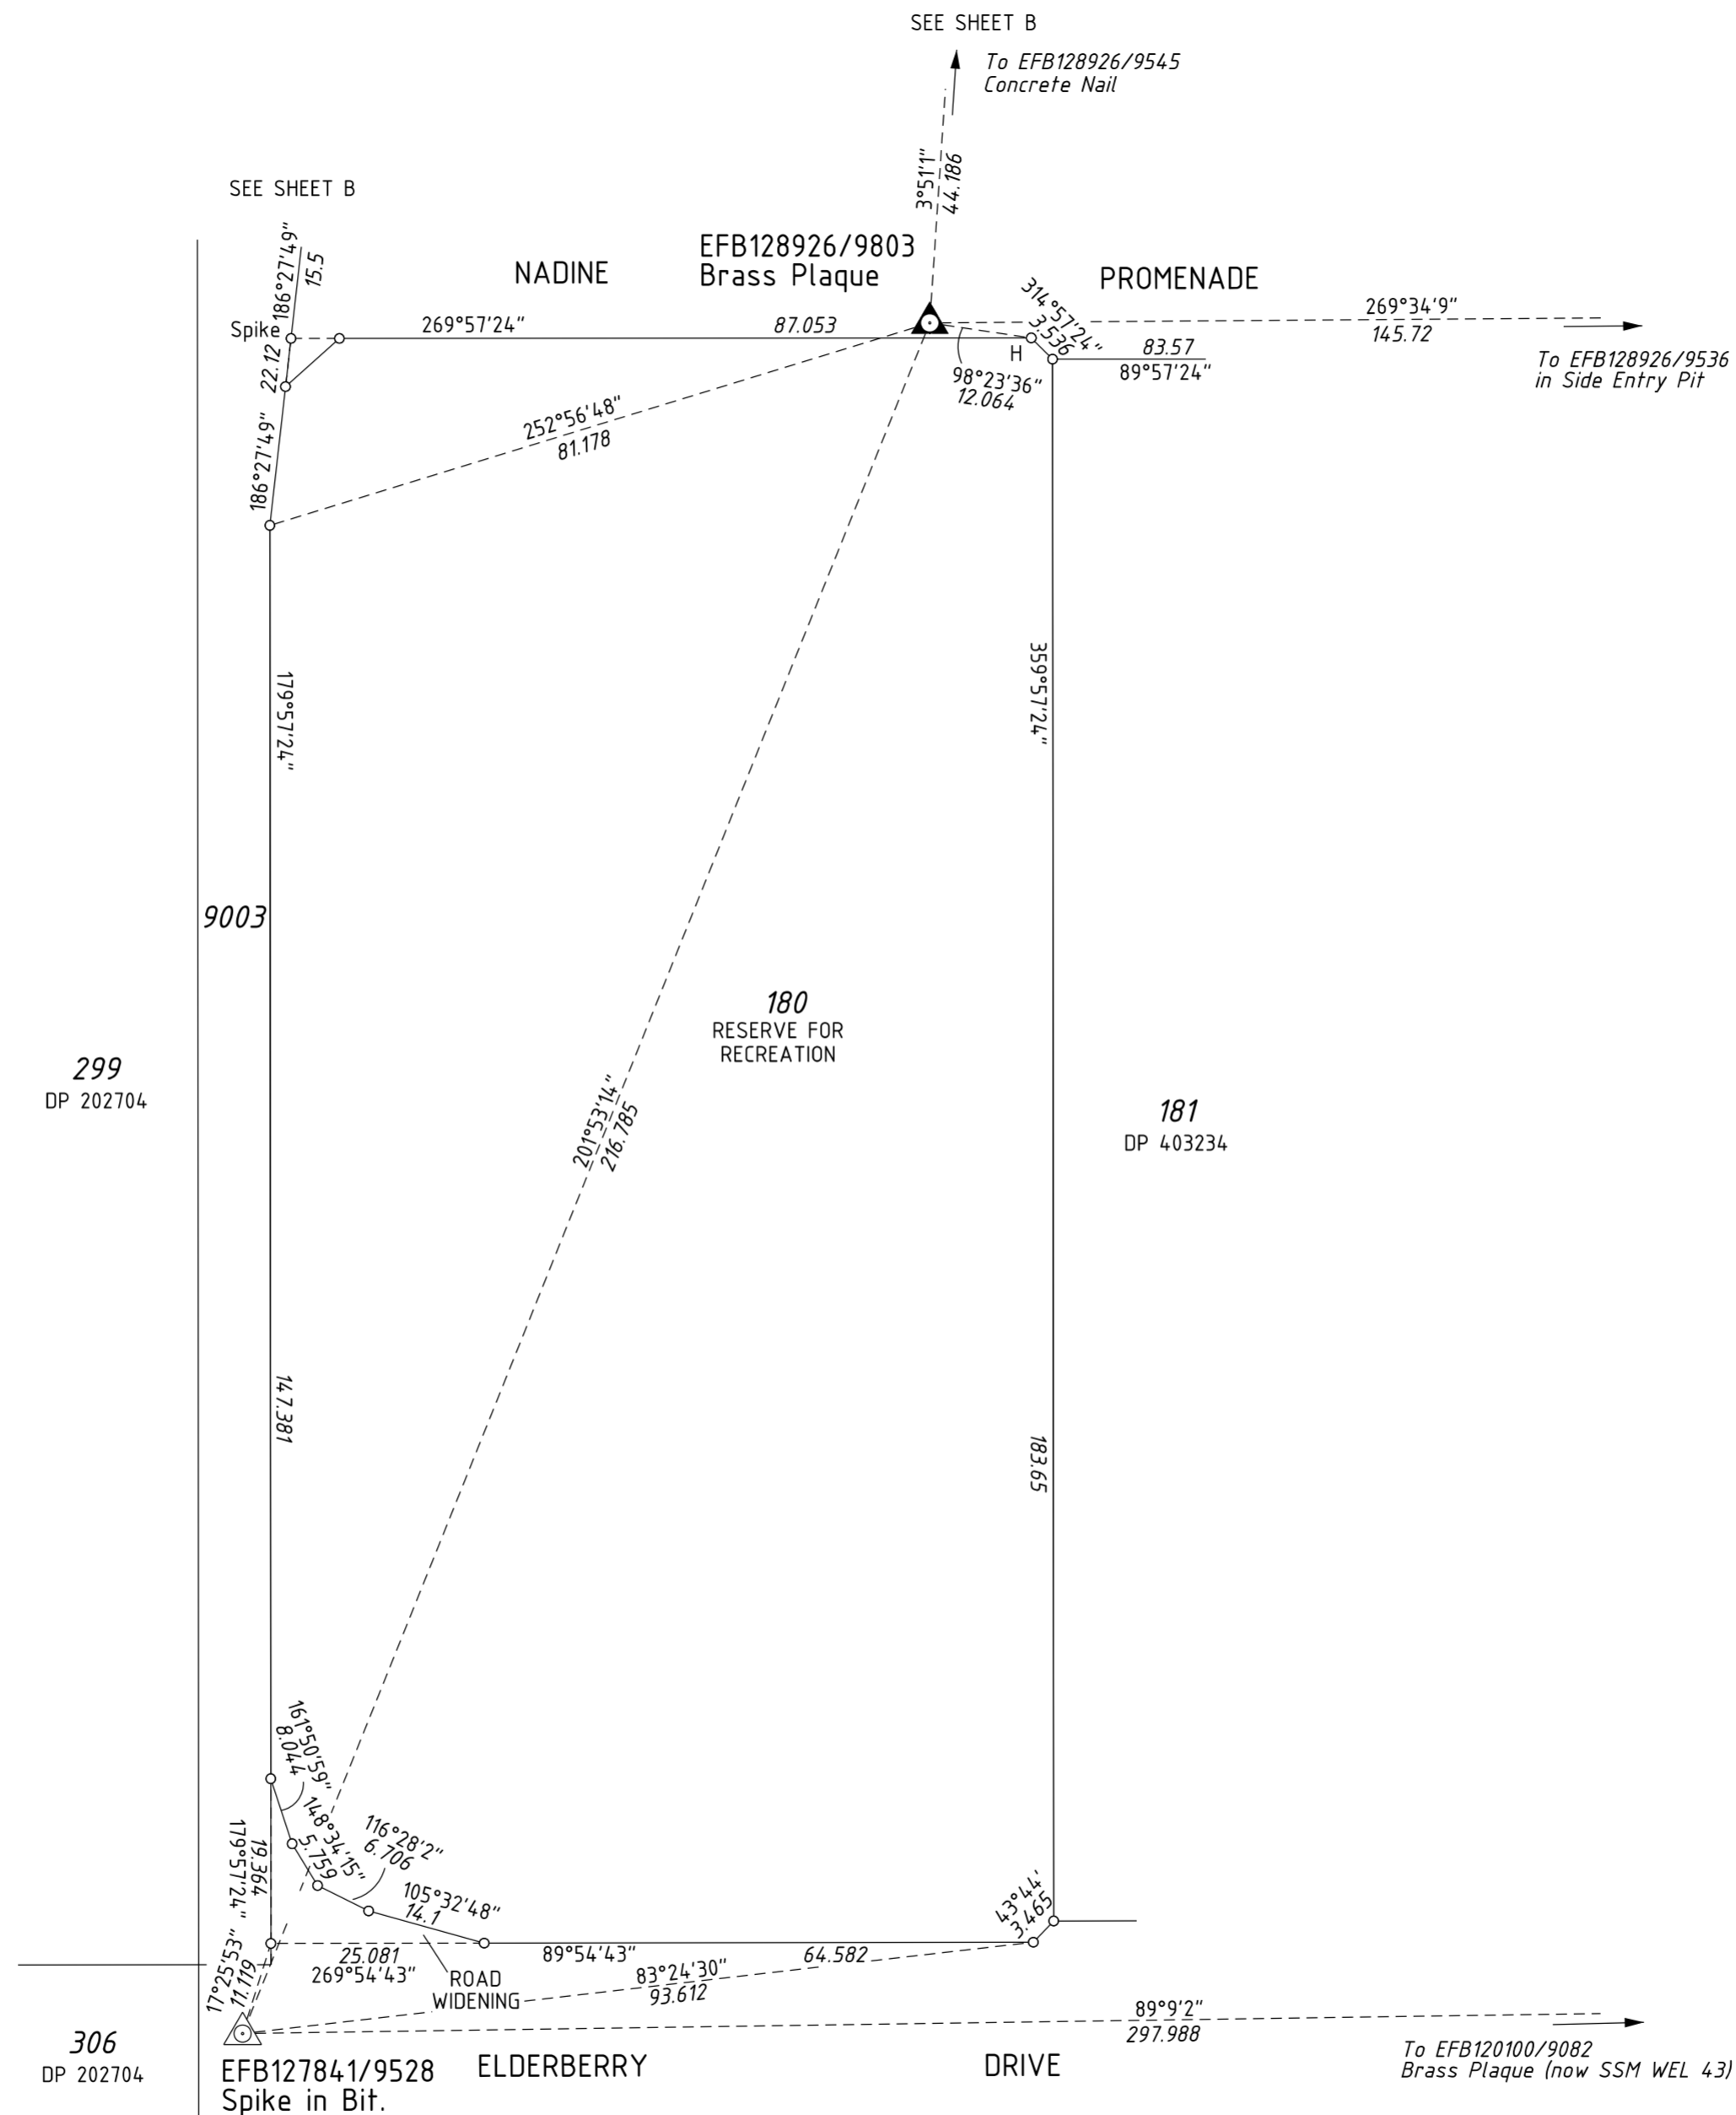 SEE SHEET B
To EFB128926/9545
Concrete Nail
3°51'1"
44.186
SEE SHEET B
186°27'49"
15.5
NADINE
EFB128926/9803
Brass Plaque
PROMENADE
Spike
269°57'24"
87.053
314°57'24"
3.536
H
269°34'9"
145.72
To EFB128926/9536
in Side Entry Pit
83.57
89°57'24"
98°23'36"
12.064
22.12
186°27'49"
252°56'48"
81.178
179°57'24"
359°57'24"
9003
180
RESERVE FOR
RECREATION
299
DP 202704
181
DP 403234
201°53'14"
216.785
147.381
183.65
161°50'59"
8.044
148°34'15"
5.759
116°28'2"
6.706
105°32'48"
14.1
179°57'24"
19.364
43°44'
3.465
25.081
269°54'43"
89°54'43"
64.582
ROAD
WIDENING
83°24'30"
93.612
17°25'53"
11.119
89°9'2"
297.988
306
DP 202704
EFB127841/9528
Spike in Bit.
ELDERBERRY
DRIVE
To EFB120100/9082
Brass Plaque (now SSM WEL 43)